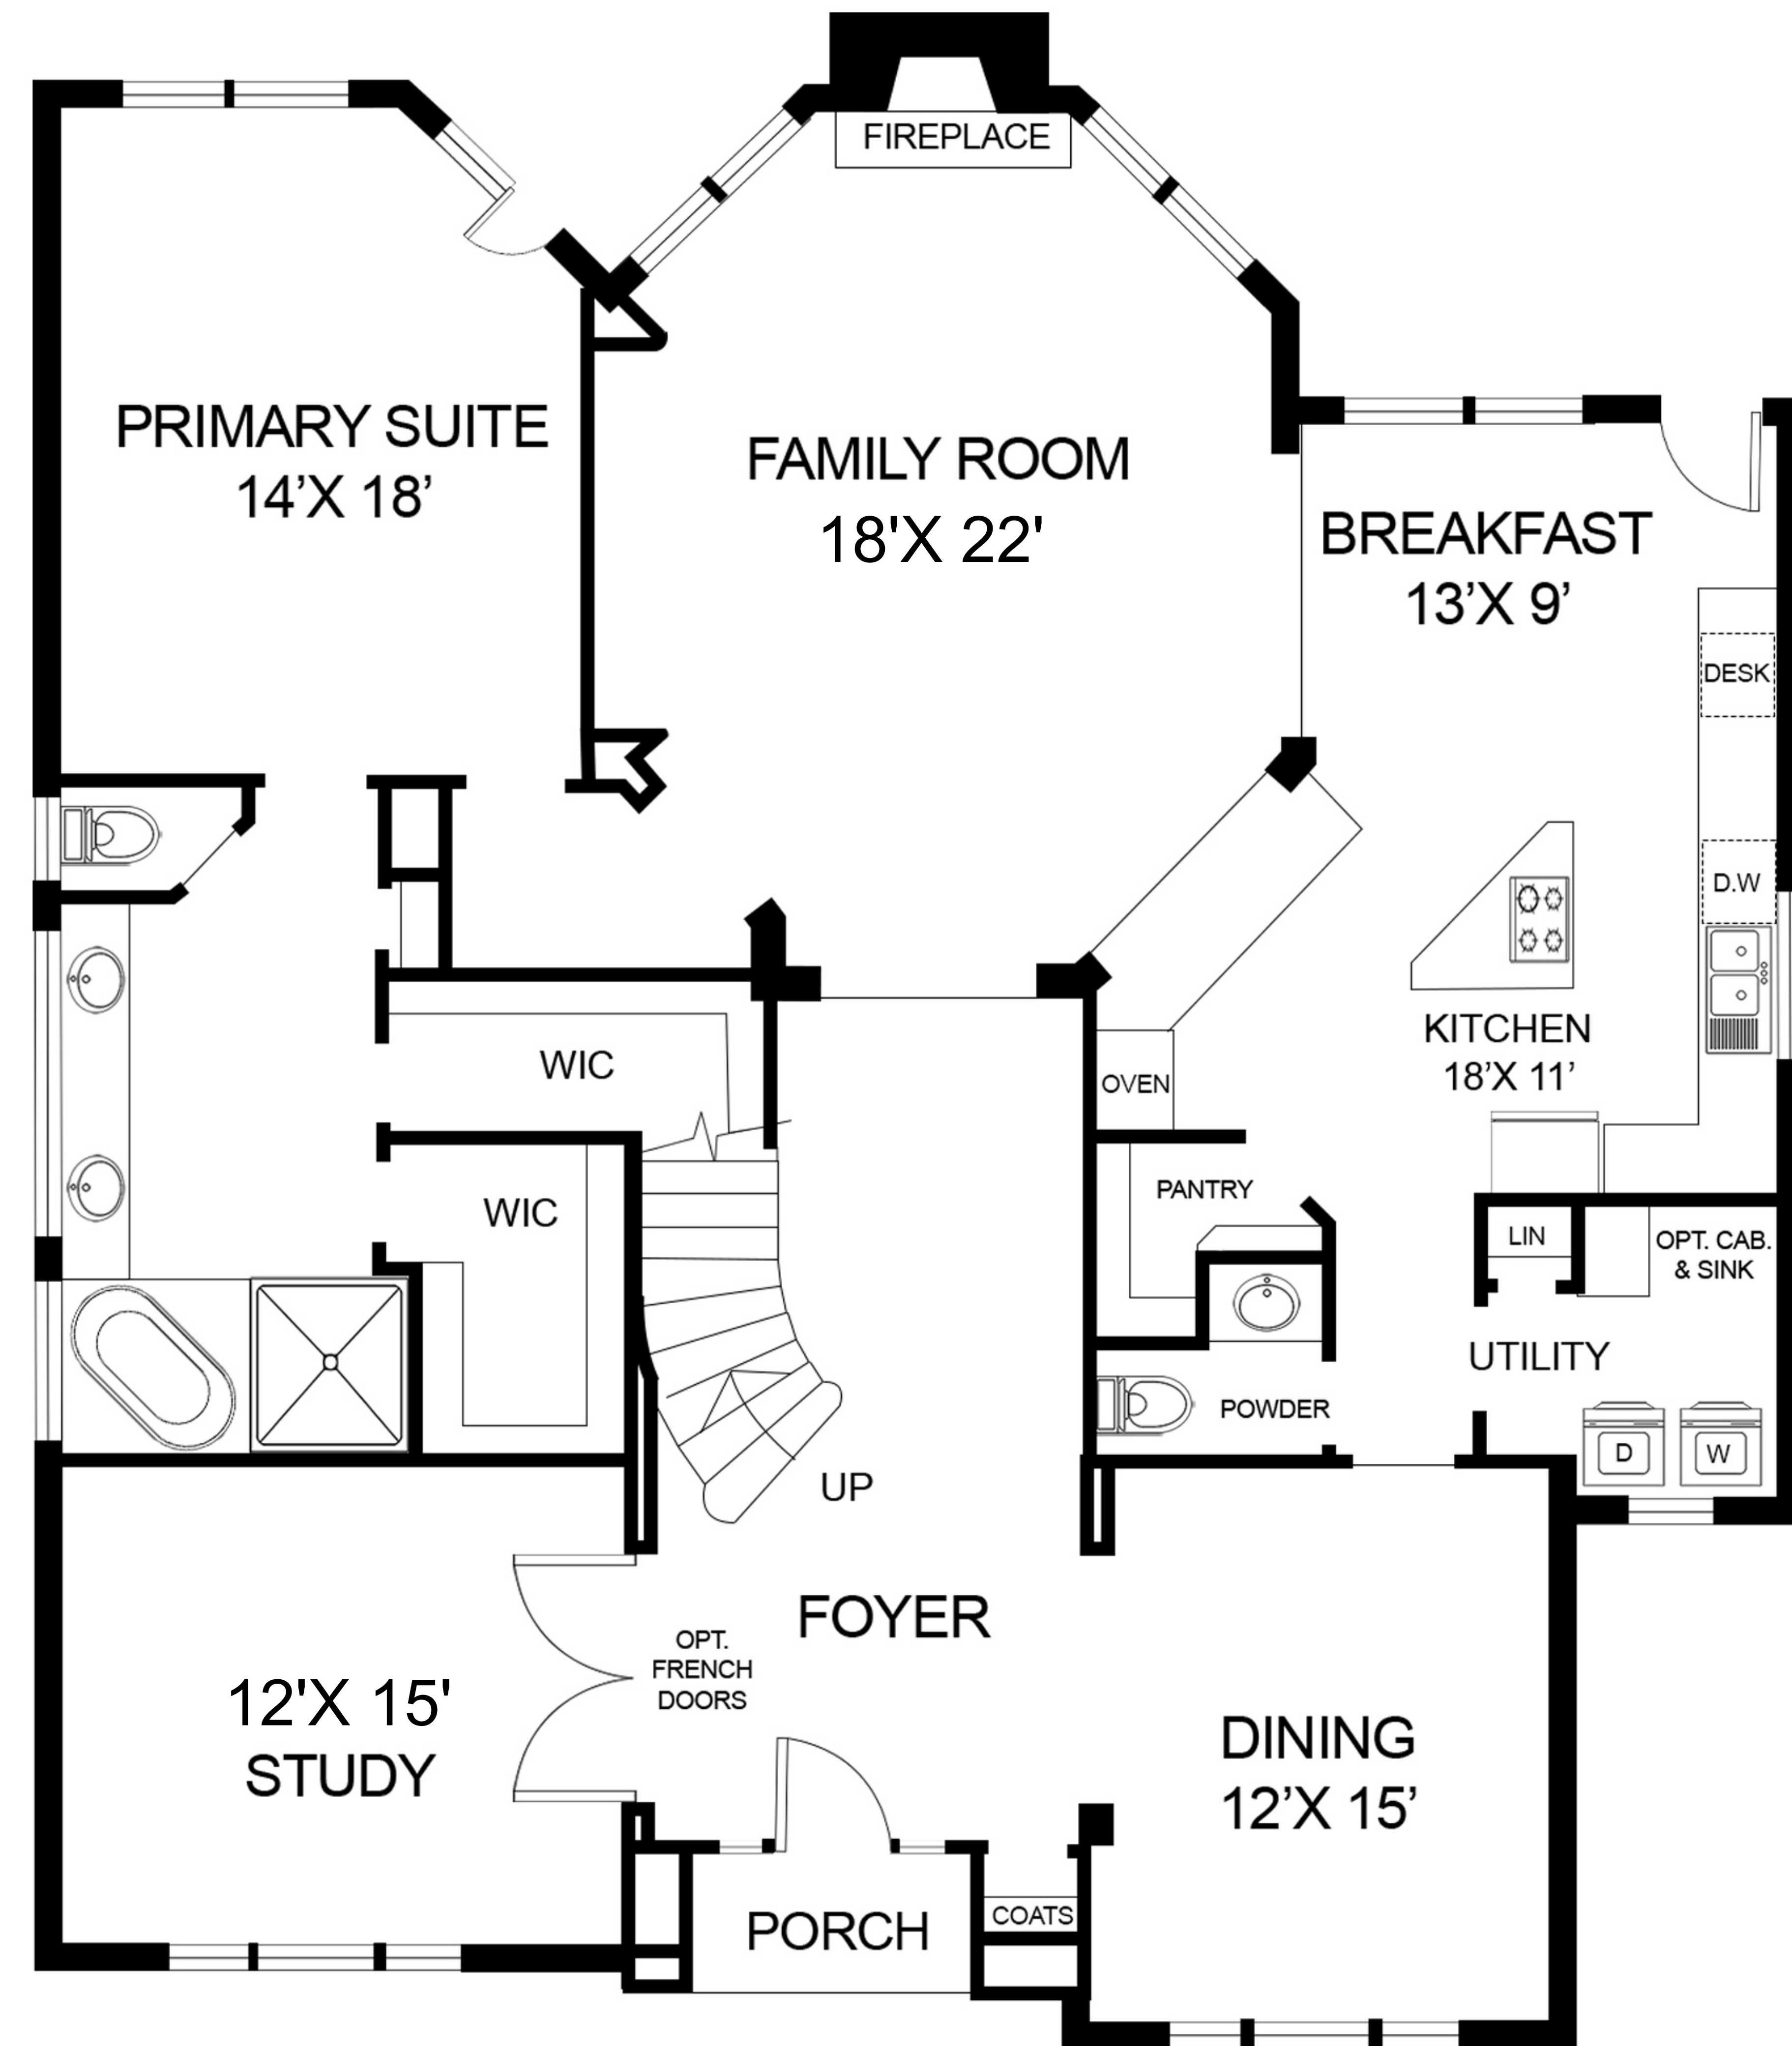 FIREPLACE
PRIMARY SUITE
14’X 18’
FAMILY ROOM
18'X 22'
BREAKFAST
13’X 9’
DESK
D.W
KITCHEN
18’X 11’
WIC
OVEN
WIC
PANTRY
LIN
OPT. CAB.
& SINK
UTILITY
POWDER
D
W
UP
FOYER
OPT.
FRENCH
DOORS
12'X 15'
STUDY
DINING
12’X 15’
COATS
PORCH